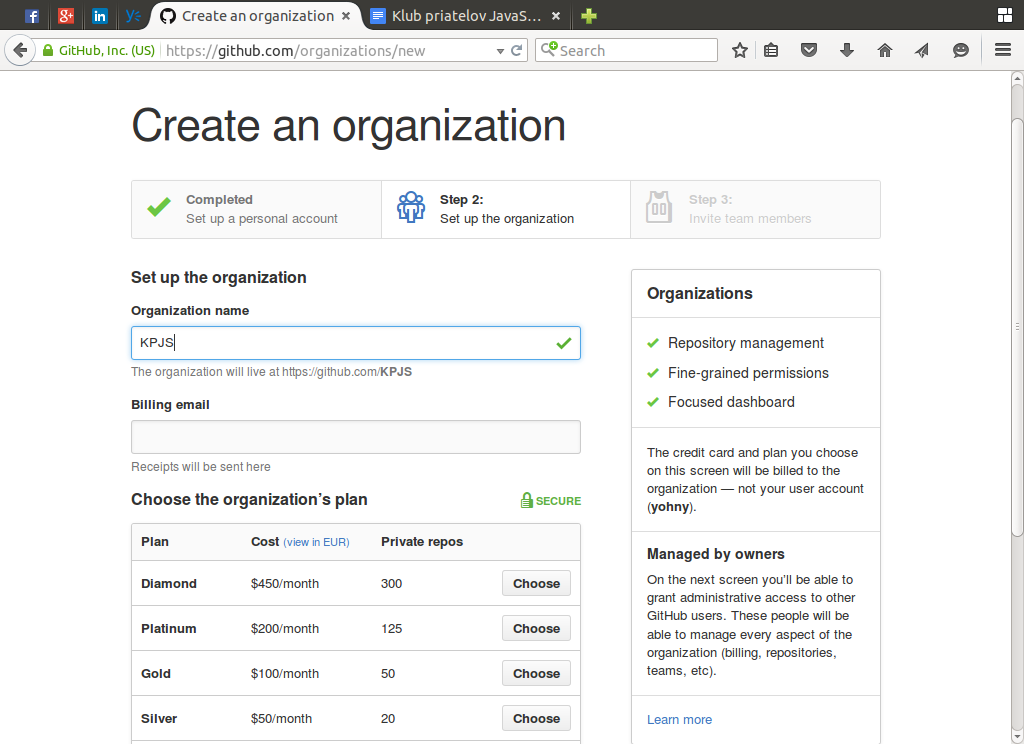 Create an organization
Klub priatelov JavaS...
GitHub, Inc. (US)
https://github.com/organizations/new
Search
Create an organization
Completed
Set up a personal account
Step 2:
Set up the organization
Step 3:
Invite team members
Set up the organization
Organization name
KPJS
The organization will live at https://github.com/KPJS
Billing email
Receipts will be sent here
Choose the organization's plan
SECURE
Plan Cost (view in EUR) Private repos
Diamond $450/month 300 Choose
Platinum $200/month 125 Choose
Gold $100/month 50 Choose
Silver $50/month 20 Choose
Organizations
Repository management
Fine-grained permissions
Focused dashboard
The credit card and plan you choose
on this screen will be billed to the
organization — not your user account
(yohny).
Managed by owners
On the next screen you'll be able to
grant administrative access to other
GitHub users. These people will be
able to manage every aspect of the
organization (billing, repositories,
teams, etc).
Learn more